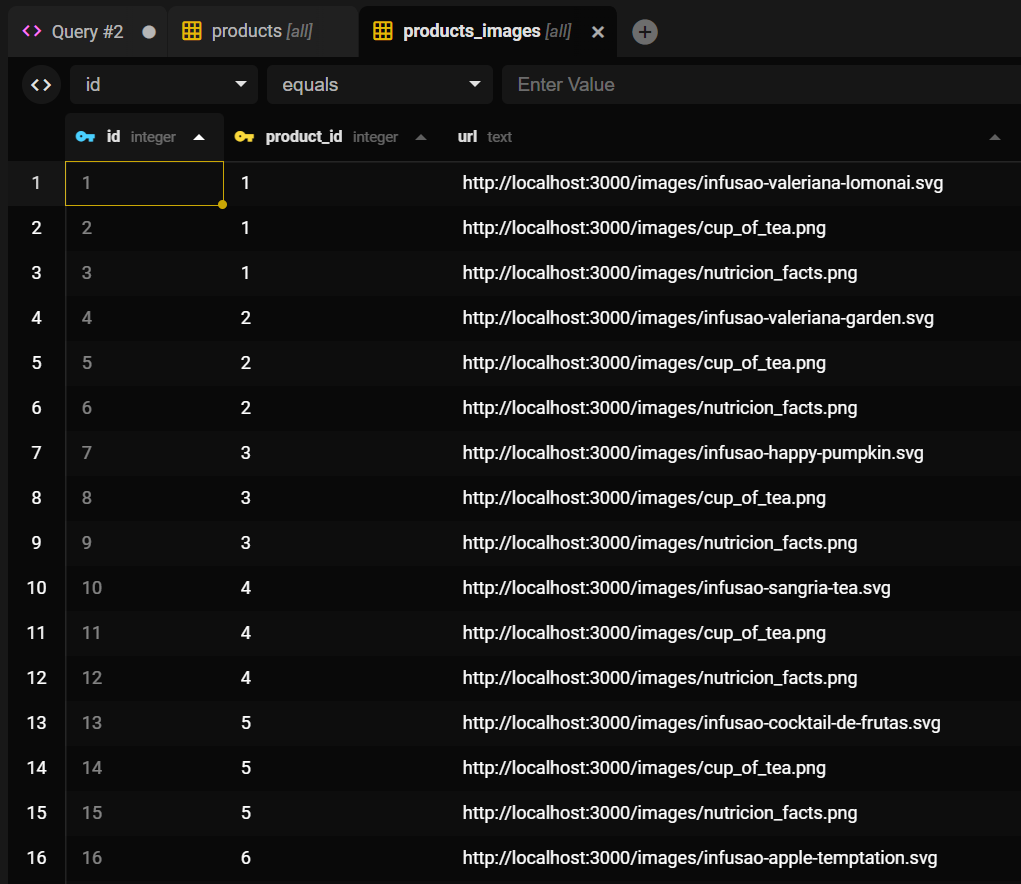 Query #2 products [all] products_images [all]
id equals Enter Value
id integer product_id integer url text
1 1 1 http://localhost:3000/images/infusao-valeriana-lomonai.svg
2 2 1 http://localhost:3000/images/cup_of_tea.png
3 3 1 http://localhost:3000/images/nutricion_facts.png
4 4 2 http://localhost:3000/images/infusao-valeriana-garden.svg
5 5 2 http://localhost:3000/images/cup_of_tea.png
6 6 2 http://localhost:3000/images/nutricion_facts.png
7 7 3 http://localhost:3000/images/infusao-happy-pumpkin.svg
8 8 3 http://localhost:3000/images/cup_of_tea.png
9 9 3 http://localhost:3000/images/nutricion_facts.png
10 10 4 http://localhost:3000/images/infusao-sangria-tea.svg
11 11 4 http://localhost:3000/images/cup_of_tea.png
12 12 4 http://localhost:3000/images/nutricion_facts.png
13 13 5 http://localhost:3000/images/infusao-cocktail-de-frutas.svg
14 14 5 http://localhost:3000/images/cup_of_tea.png
15 15 5 http://localhost:3000/images/nutricion_facts.png
16 16 6 http://localhost:3000/images/infusao-apple-temptation.svg